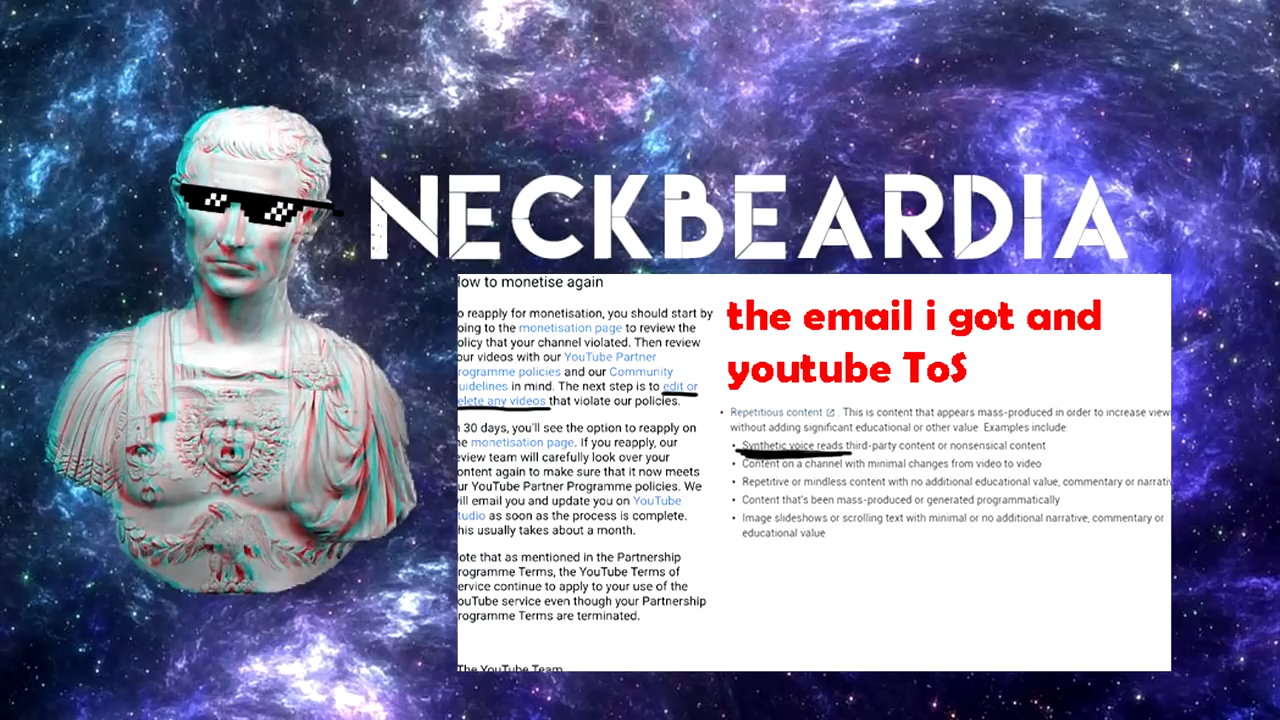 NECKBEARDIA
low to monetise again
o reapply for monetisation, you should start by
oing to the monetisation page to review the
olicy that your channel violated. Then review
our videos with our YouTube Partner
rogramme policies and our Community
uidelines in mind. The next step is to edit or
elete any videos that violate our policies.
n 30 days, you'll see the option to reapply on
he monetisation page. If you reapply, our
eview team will carefully look over your
ontent again to make sure that it now meets
ur YouTube Partner Programme policies. We
ill email you and update you on YouTube
tudio as soon as the process is complete.
his usually takes about a month.
ote that as mentioned in the Partnership
rogramme Terms, the YouTube Terms of
ervice continue to apply to your use of the
ouTube service even though your Partnership
rogramme Terms are terminated.
The YouTube Team
the email i got and
youtube ToS
• Repetitious content . This is content that appears mass-produced in order to increase view
without adding significant educational or other value. Examples include:
• Synthetic voice reads third-party content or nonsensical content
• Content on a channel with minimal changes from video to video
• Repetitive or mindless content with no additional educational value, commentary or narrativ
• Content that's been mass-produced or generated programmatically
• Image slideshows or scrolling text with minimal or no additional narrative, commentary or
educational value